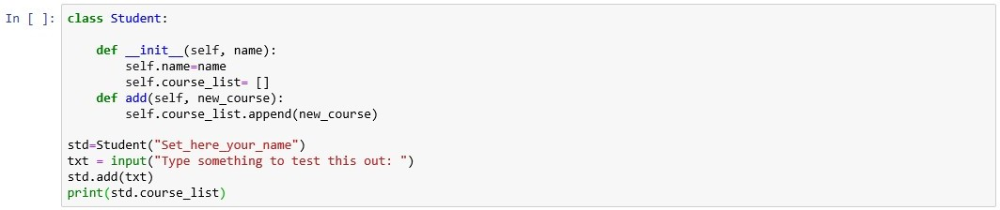 In [ ]: class Student:
    def __init__(self, name):
        self.name=name
        self.course_list= []
    def add(self, new_course):
        self.course_list.append(new_course)
std=Student("Set_here_your_name")
txt = input("Type something to test this out: ")
std.add(txt)
print(std.course_list)